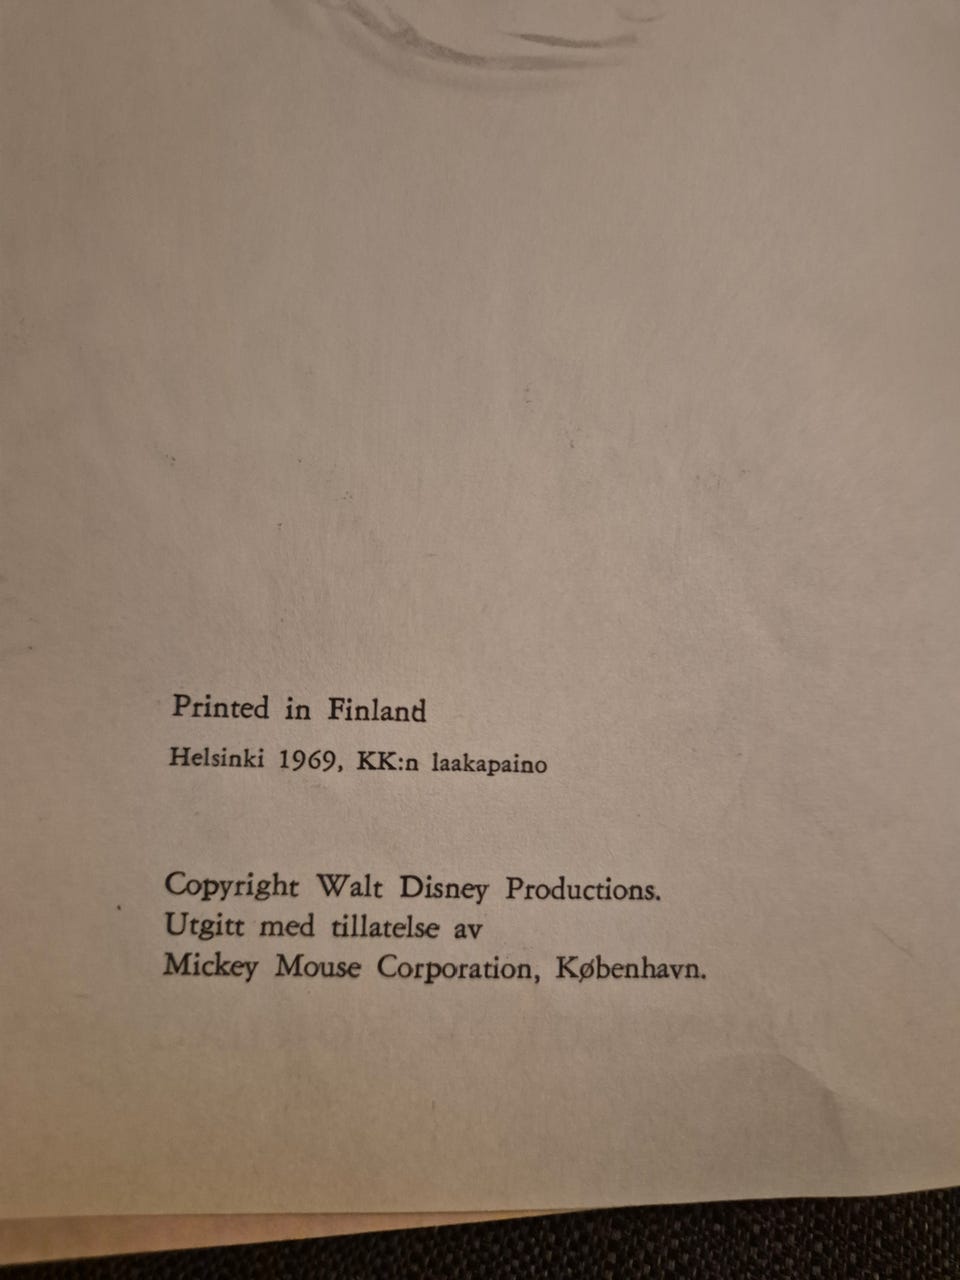 Printed in Finland
Helsinki 1969, KK:n laakapaino
Copyright Walt Disney Productions.
Utgitt med tillatelse av
Mickey Mouse Corporation, København.